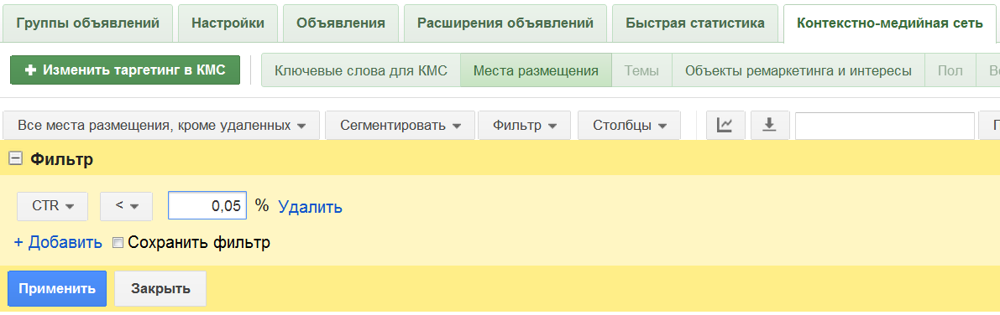 Группы объявлений Настройки Объявления Расширения объявлений Быстрая статистика Контекстно-медийная сеть
+ Изменить таргетинг в КМС Ключевые слова для КМС Места размещения Темы Объекты ремаркетинга и интересы Пол
Все места размещения, кроме удаленных Сегментировать Фильтр Столбцы
Фильтр
CTR < 0,05 % Удалить
+ Добавить Сохранить фильтр
Применить Закрыть